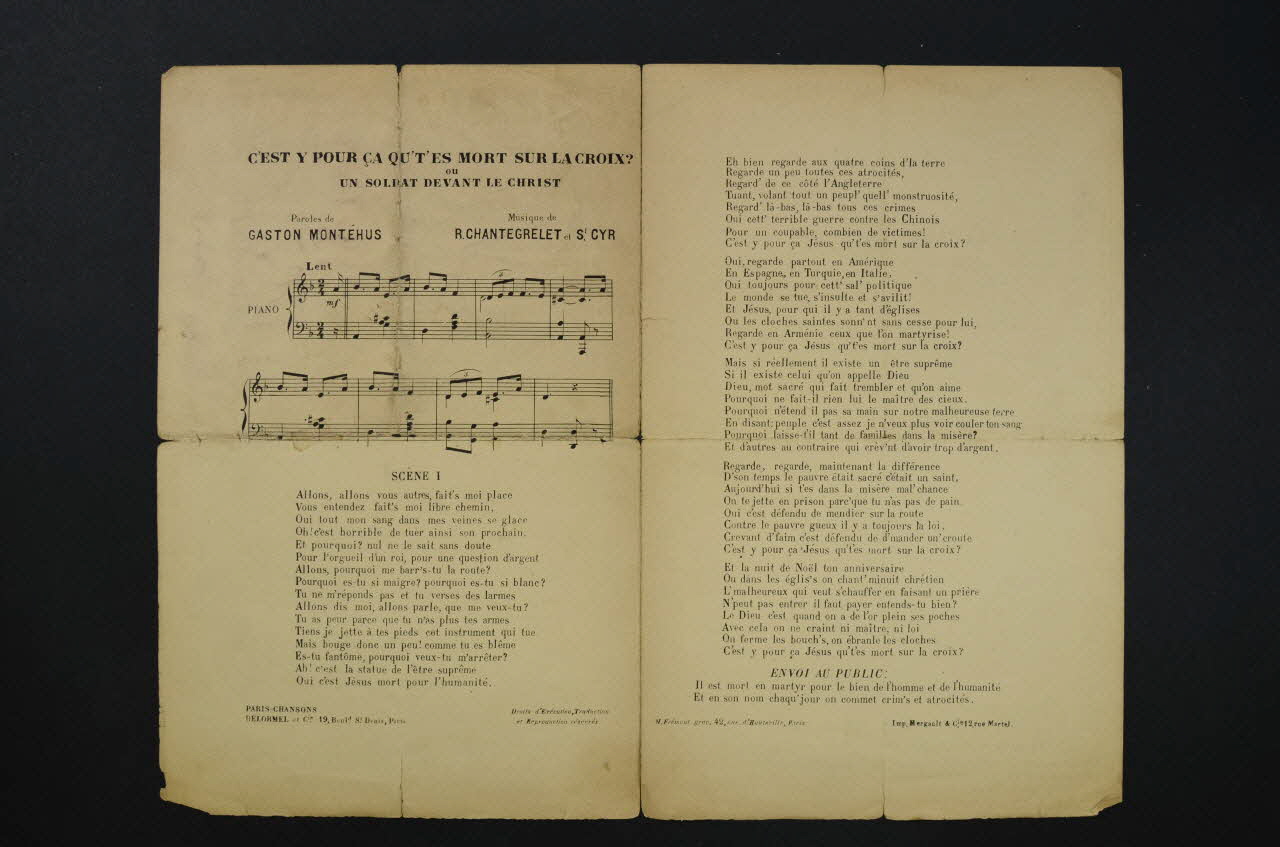 C'EST Y POUR ÇA QU'T'ES MORT SUR LA CROIX?
ou
UN SOLDAT DEVANT LE CHRIST
Paroles de
GASTON MONTÉHUS
Musique de
R. CHANTEGRELET et St CYR
Lent
PIANO
mf
3
3
SCÈNE I
Allons, allons vous autres, fait's moi place
Vous entendez fait's moi libre chemin,
Oui tout mon sang dans mes veines se glace
Oh! c'est horrible de tuer ainsi son prochain.
Et pourquoi? nul ne le sait sans doute
Pour l'orgueil d'un roi, pour une question d'argent
Allons, pourquoi me barr's-tu la route?
Pourquoi es-tu si maigre? pourquoi es-tu si blanc?
Tu ne m'réponds pas et tu verses des larmes
Allons dis moi, allons parle, que me veux-tu?
Tu as peur parce que tu n'as plus tes armes
Tiens je jette à tes pieds cet instrument qui tue
Mais bouge donc un peu! comme tu es blême
Es-tu fantôme, pourquoi veux-tu m'arrêter?
Ah! c'est la statue de l'être suprême
Oui c'est Jésus mort pour l'humanité.
PARIS-CHANSONS
DELORMEL et Cie 19, Bould St Denis, Paris
Droits d'Exécution, Traduction
et Reproduction réservés
Eh bien regarde aux quatre coins d'la terre
Regarde un peu toutes ces atrocités,
Regard' de ce côté l'Angleterre
Tuant, volant tout un peupl' quell' monstruosité,
Regard' là-bas, là-bas tous ces crimes
Oui cett' terrible guerre contre les Chinois
Pour un coupable, combien de victimes!
C'est y pour ça Jésus qu't'es mort sur la croix?
Oui, regarde partout en Amérique
En Espagne, en Turquie, en Italie,
Oui toujours pour cett' sal' politique
Le monde se tue, s'insulte et s'avilit!
Et Jésus, pour qui il y a tant d'églises
Ou les cloches saintes sonn'nt sans cesse pour lui,
Regarde en Arménie ceux que l'on martyrise!
C'est y pour ça Jésus qu't'es mort sur la croix?
Mais si réellement il existe un être suprême
Si il existe celui qu'on appelle Dieu
Dieu, mot sacré qui fait trembler et qu'on aime
Pourquoi ne fait-il rien lui le maître des cieux.
Pourquoi n'étend il pas sa main sur notre malheureuse terre
En disant: peuple c'est assez je n'veux plus voir couler ton sang
Pourquoi laisse-t'il tant de familles dans la misère?
Et d'autres au contraire qui crèv'nt d'avoir trop d'argent.
Regarde, regarde, maintenant la différence
D'son temps le pauvre était sacré c'était un saint,
Aujourd'hui si t'es dans la misère mal'chance
On te jette en prison parc'que tu n'as pas de pain.
Oui c'est défendu de mendier sur la route
Contre le pauvre gueux il y a toujours la loi.
Crevant d'faim c'est défendu de d'mander un' croute
C'est y pour ça Jésus qu't'es mort sur la croix?
Et la nuit de Noël ton anniversaire
Ou dans les églis's on chant' minuit chrétien
L'malheureux qui veut s'chauffer en faisant un prière
N'peut pas entrer il faut payer entends-tu bien?
Le Dieu c'est quand on a de l'or plein ses poches
Avec cela on ne craint ni maître, ni loi
On ferme les bouch's, on ébranle les cloches
C'est y pour ça Jésus qu't'es mort sur la croix?
ENVOI AU PUBLIC:
Il est mort en martyr pour le bien de l'homme et de l'humanité
Et en son nom chaqu'jour on commet crim's et atrocités.
M. Frémont grav. 42, rue d'Hauteville, Paris
Imp. Mergault & Cie 12, rue Martel.